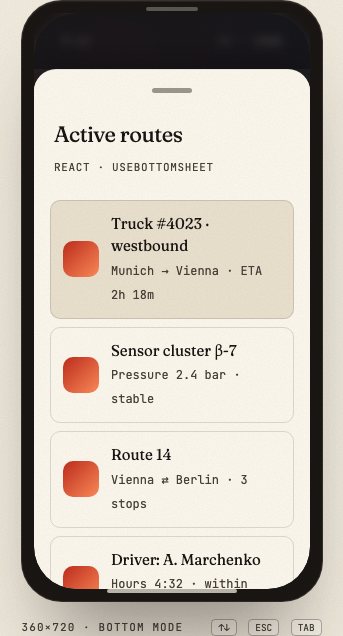 Active routes
REACT · USEBOTTOMSHEET
Truck #4023 ·
westbound
Munich → Vienna · ETA
2h 18m
Sensor cluster β-7
Pressure 2.4 bar ·
stable
Route 14
Vienna ⇄ Berlin · 3
stops
Driver: A. Marchenko
Hours 4:32 · within
360×720 · BOTTOM MODE ↑↓ ESC TAB